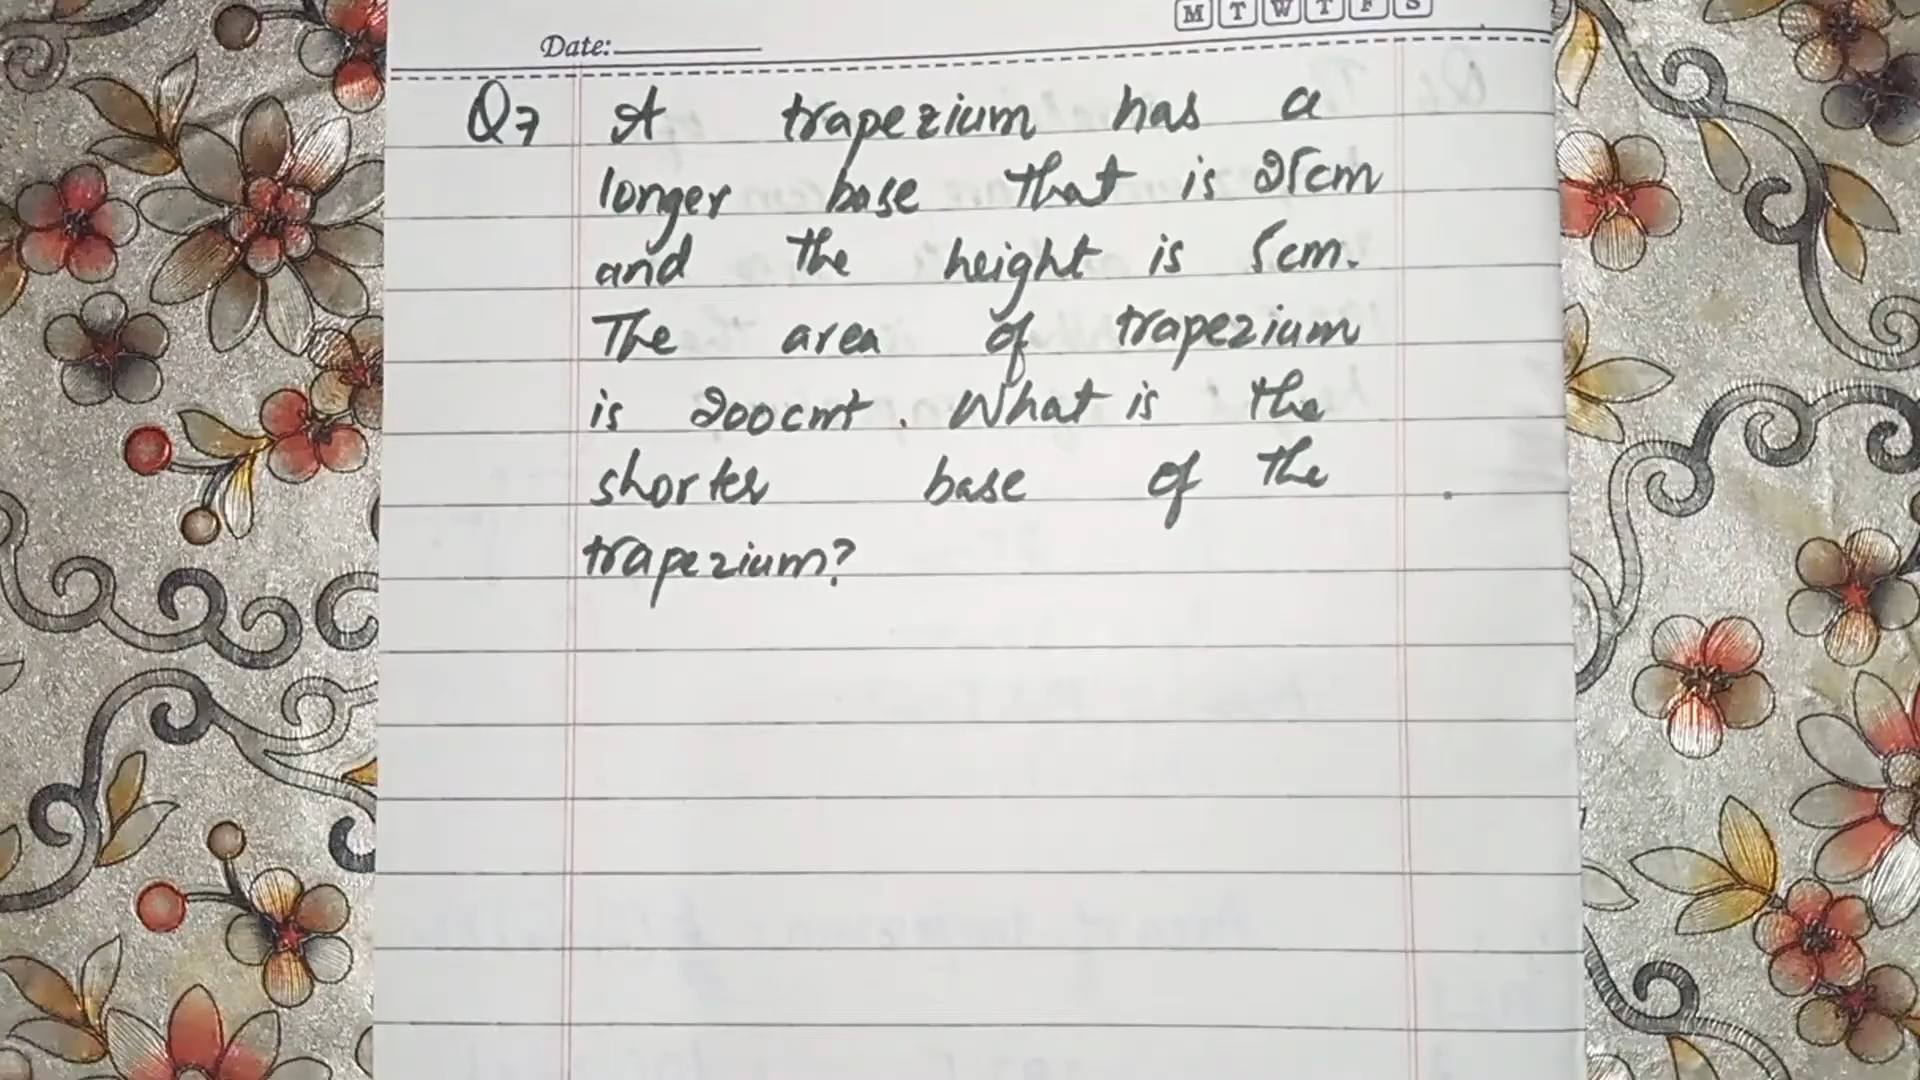 M T W T F S
Date:
Q7 A trapezium has a
longer base that is 25cm
and the height is 5cm.
The area of trapezium
is 200cm². What is the
shorter base of the
trapezium?